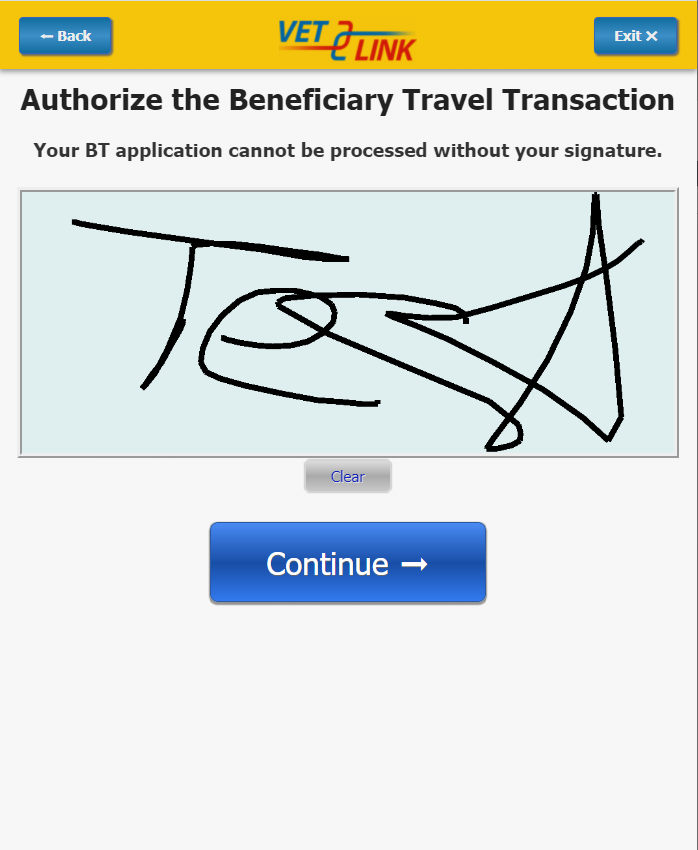 ← Back
VET LINK
Exit ✕
Authorize the Beneficiary Travel Transaction
Your BT application cannot be processed without your signature.
Test
Clear
Continue →